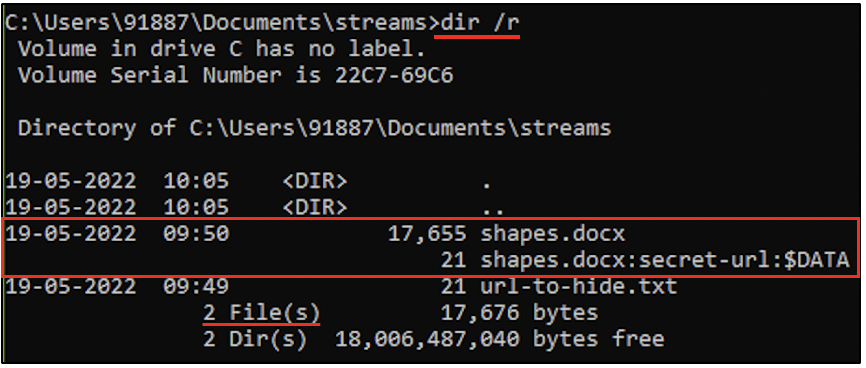 C:\Users\91887\Documents\streams>dir /r
Volume in drive C has no label.
Volume Serial Number is 22C7-69C6
Directory of C:\Users\91887\Documents\streams
19-05-2022  10:05    <DIR>          .
19-05-2022  10:05    <DIR>          ..
19-05-2022  09:50            17,655 shapes.docx
                                 21 shapes.docx:secret-url:$DATA
19-05-2022  09:49                21 url-to-hide.txt
               2 File(s)         17,676 bytes
               2 Dir(s)  18,006,487,040 bytes free